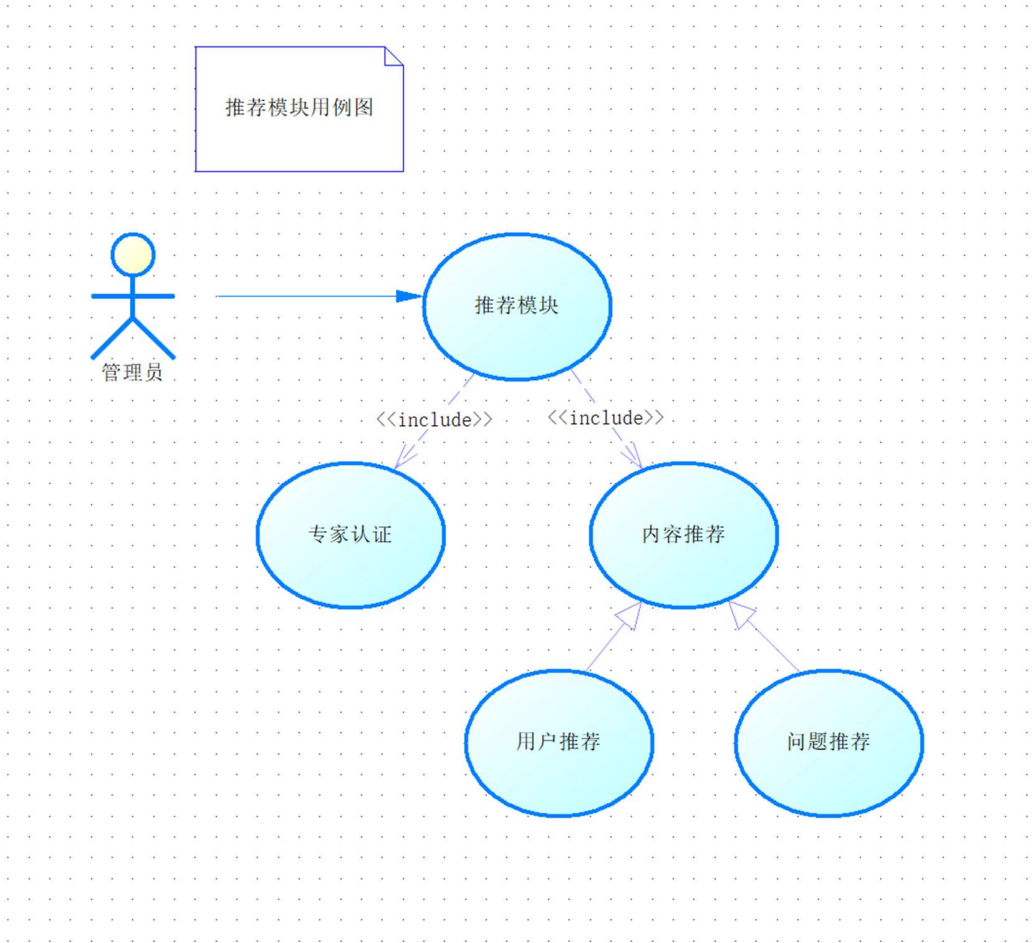 推荐模块用例图
推荐模块
管理员
<<include>>
<<include>>
专家认证
内容推荐
用户推荐
问题推荐